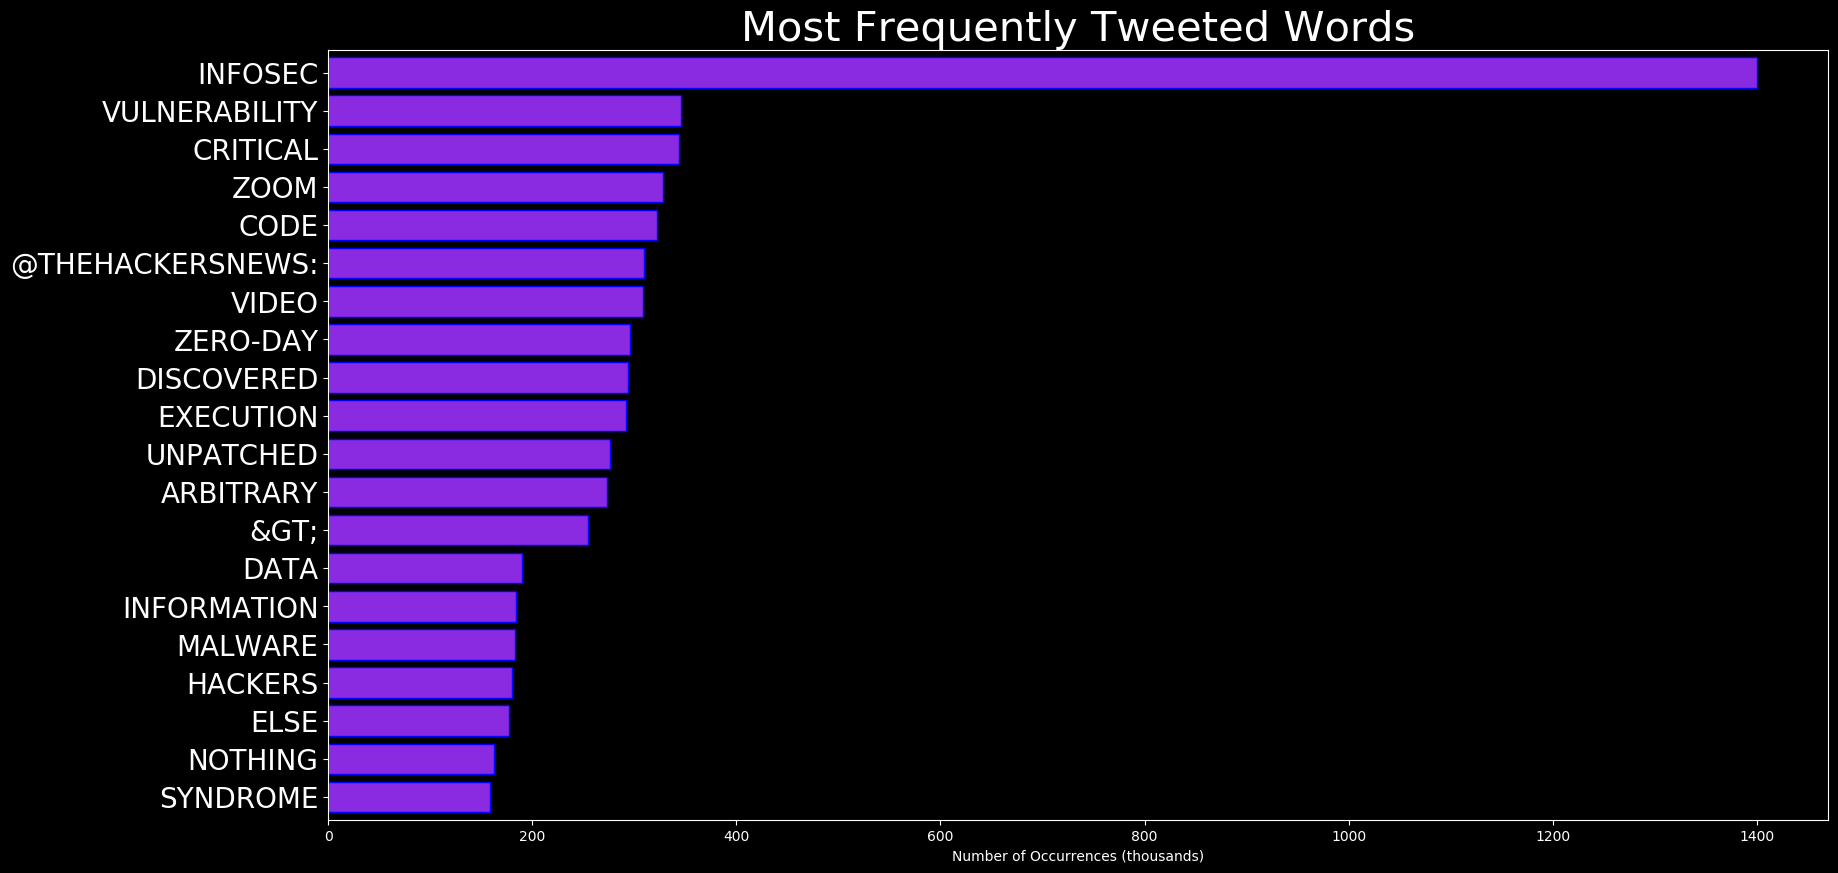 Most Frequently Tweeted Words
INFOSEC
VULNERABILITY
CRITICAL
ZOOM
CODE
@THEHACKERSNEWS:
VIDEO
ZERO-DAY
DISCOVERED
EXECUTION
UNPATCHED
ARBITRARY
&GT;
DATA
INFORMATION
MALWARE
HACKERS
ELSE
NOTHING
SYNDROME
0 200 400 600 800 1000 1200 1400
Number of Occurrences (thousands)